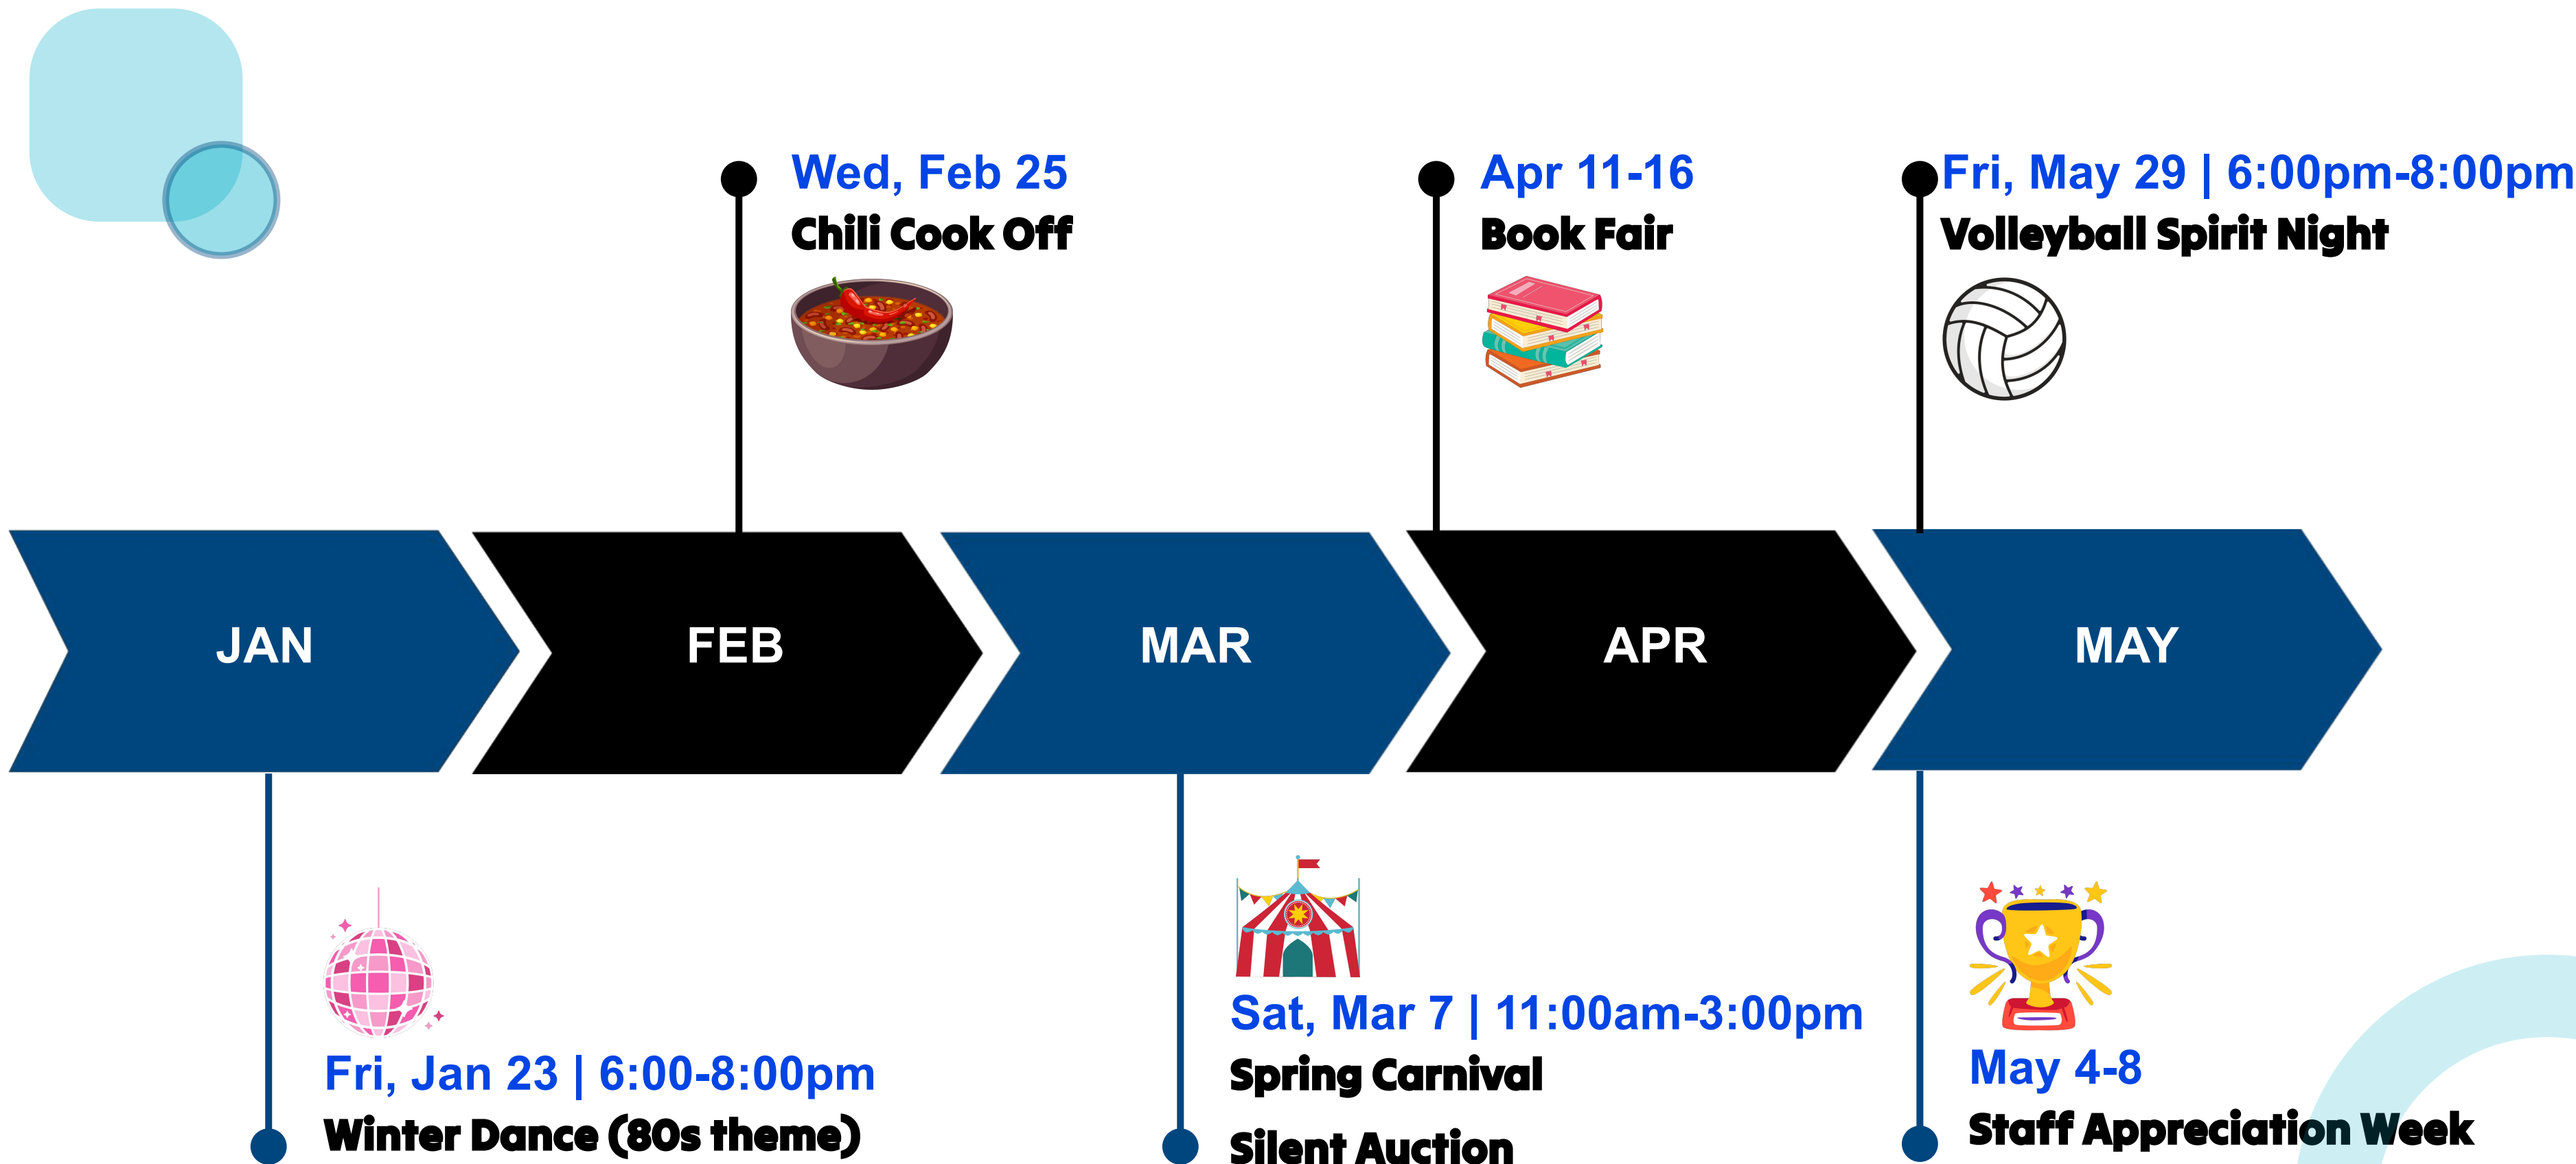 Wed, Feb 25
Chili Cook Off
Apr 11-16
Book Fair
Fri, May 29 | 6:00pm-8:00pm
Volleyball Spirit Night
JAN
FEB
MAR
APR
MAY
Fri, Jan 23 | 6:00-8:00pm
Winter Dance (80s theme)
Sat, Mar 7 | 11:00am-3:00pm
Spring Carnival
Silent Auction
May 4-8
Staff Appreciation Week